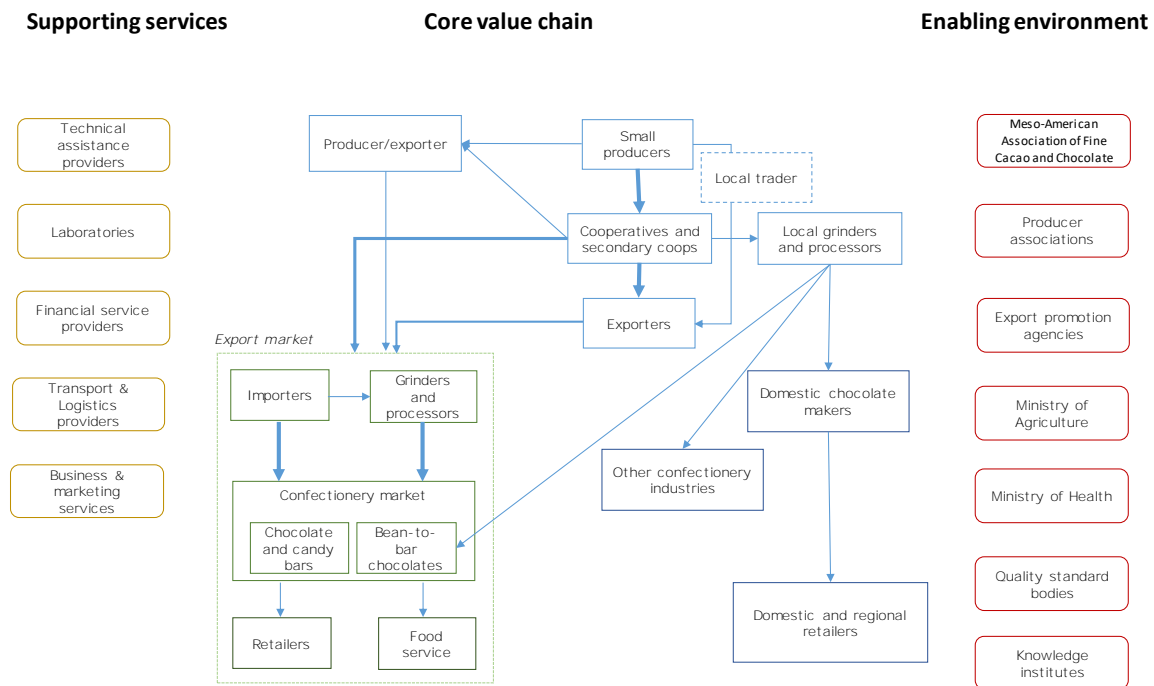 Supporting services
Core value chain
Enabling environment
Technical
assistance
providers
Laboratories
Financial service
providers
Transport &
Logistics
providers
Business &
marketing
services
Producer/exporter
Small
producers
Local trader
Cooperatives and
secondary coops
Local grinders
and processors
Exporters
Export market
Importers
Grinders
and
processors
Confectionery market
Chocolate
and candy
bars
Bean-to-
bar
chocolates
Retailers
Food
service
Domestic chocolate
makers
Other confectionery
industries
Domestic and regional
retailers
Meso-American
Association of Fine
Cacao and Chocolate
Producer
associations
Export promotion
agencies
Ministry of
Agriculture
Ministry of Health
Quality standard
bodies
Knowledge
institutes